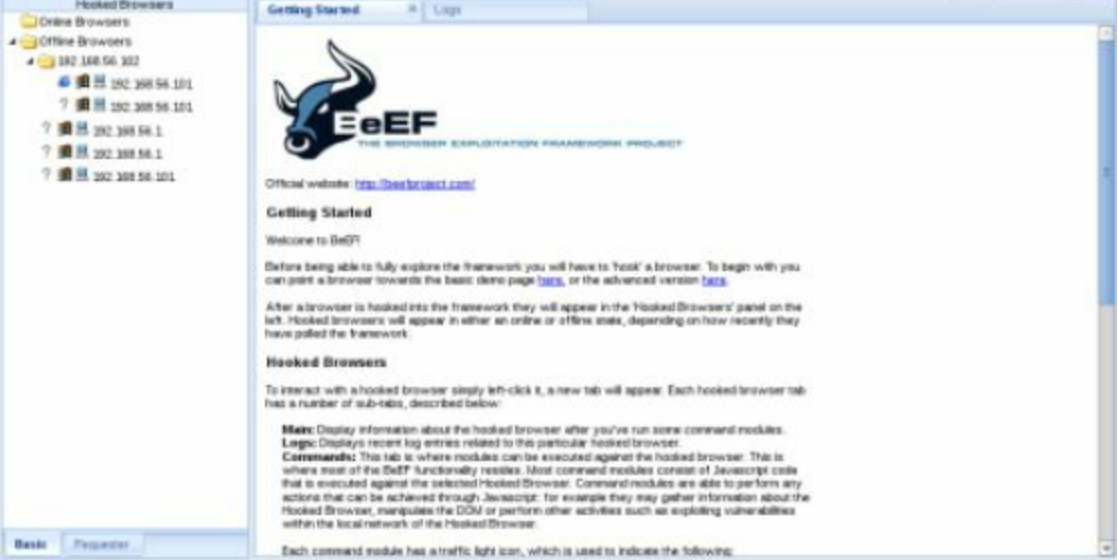 Hooked Browsers
Getting Started
Logs
Online Browsers
Offline Browsers
192.168.56.102
192.168.56.101
? 192.168.56.101
? 192.168.56.1
? 192.168.56.1
? 192.168.56.101
BeEF
THE BROWSER EXPLOITATION FRAMEWORK PROJECT
Official website: http://beefproject.com/
Getting Started
Welcome to BeEF!
Before being able to fully explore the framework you will have to 'hook' a browser. To begin with you
can point a browser towards the basic demo page here, or the advanced version here.
After a browser is hooked into the framework they will appear in the 'Hooked Browsers' panel on the
left. Hooked browsers will appear in either an online or offline state, depending on how recently they
have polled the framework.
Hooked Browsers
To interact with a hooked browser simply left-click it, a new tab will appear. Each hooked browser tab
has a number of sub-tabs, described below:
Main: Display information about the hooked browser after you've run some command modules.
Logs: Displays recent log entries related to this particular hooked browser.
Commands: This tab is where modules can be executed against the hooked browser. This is
where most of the BeEF functionality resides. Most command modules consist of Javascript code
that is executed against the selected Hooked Browser. Command modules are able to perform any
actions that can be achieved through Javascript: for example they may gather information about the
Hooked Browser, manipulate the DOM or perform other activities such as exploiting vulnerabilities
within the local network of the Hooked Browser.
Each command module has a traffic light icon, which is used to indicate the following:
Basic
Requester